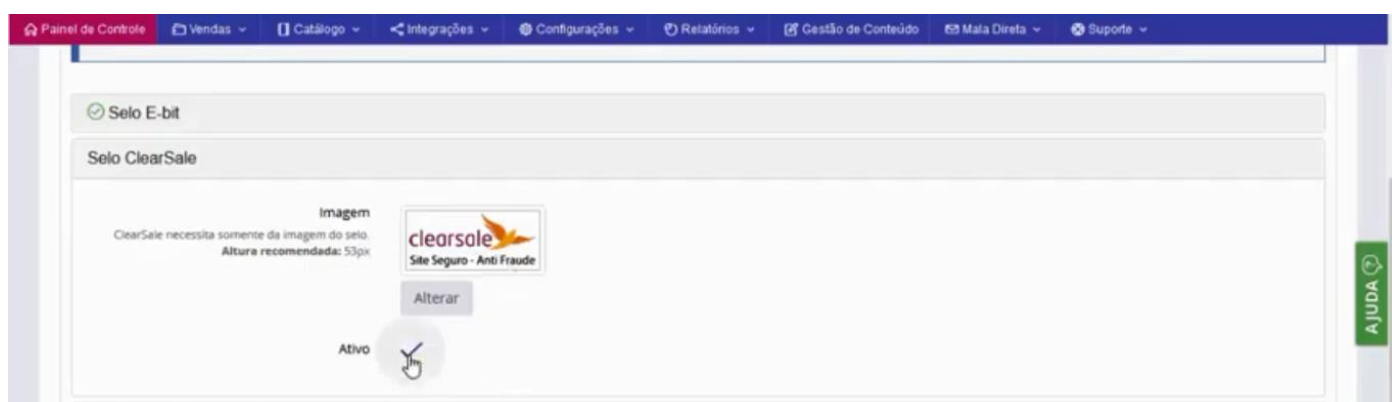 Painel de Controle Vendas Catálogo Integrações Configurações Relatórios Gestão de Conteúdo Mala Direta Suporte
Selo E-bit
Selo ClearSale
Imagem
ClearSale necessita somente da imagem do selo.
Altura recomendada: 53px
clearsale
Site Seguro - Anti Fraude
Alterar
Ativo
AJUDA